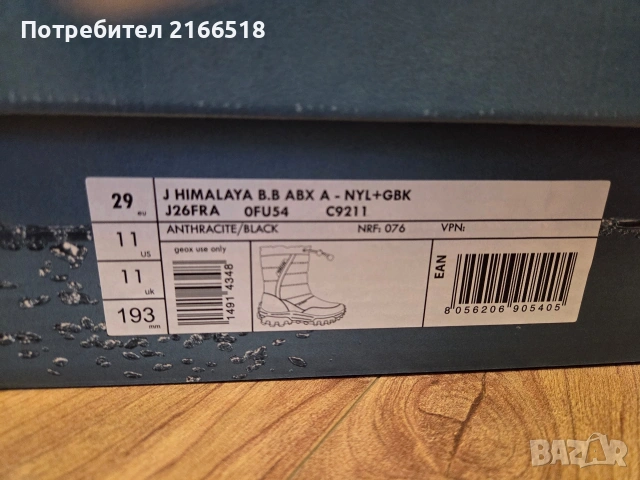 Потребител 2166518
29 eu
11 us
11 uk
193 mm
J HIMALAYA B.B ABX A - NYL+GBK
J26FRA 0FU54 C9211
ANTHRACITE/BLACK NRF: 076 VPN:
geox use only
1491 4348
EAN
8 056206 905405
BAZAR